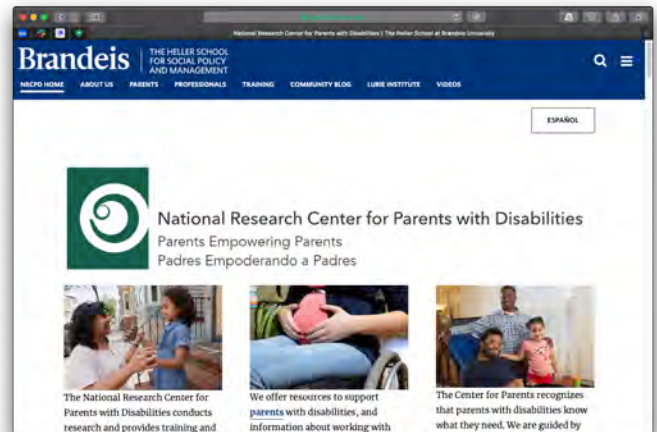 National Research Center for Parents with Disabilities | The Heller School at Brandeis University
Brandeis
THE HELLER SCHOOL
FOR SOCIAL POLICY
AND MANAGEMENT
NRCPD HOME ABOUT US PARENTS PROFESSIONALS TRAINING COMMUNITY BLOG LURIE INSTITUTE VIDEOS
ESPAÑOL
National Research Center for Parents with Disabilities
Parents Empowering Parents
Padres Empoderando a Padres
The National Research Center for
Parents with Disabilities conducts
research and provides training and
We offer resources to support
parents with disabilities, and
information about working with
The Center for Parents recognizes
that parents with disabilities know
what they need. We are guided by